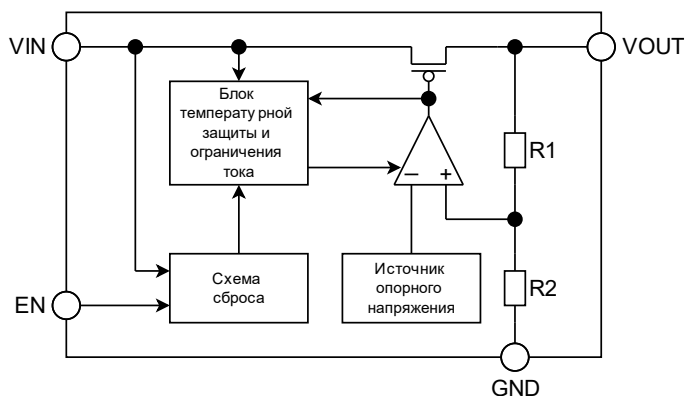 VIN
VOUT
Блок
температу рной
защиты и
ограничения
тока
R1
− +
Схема
сброса
Источник
опорного
напряжения
R2
EN
GND